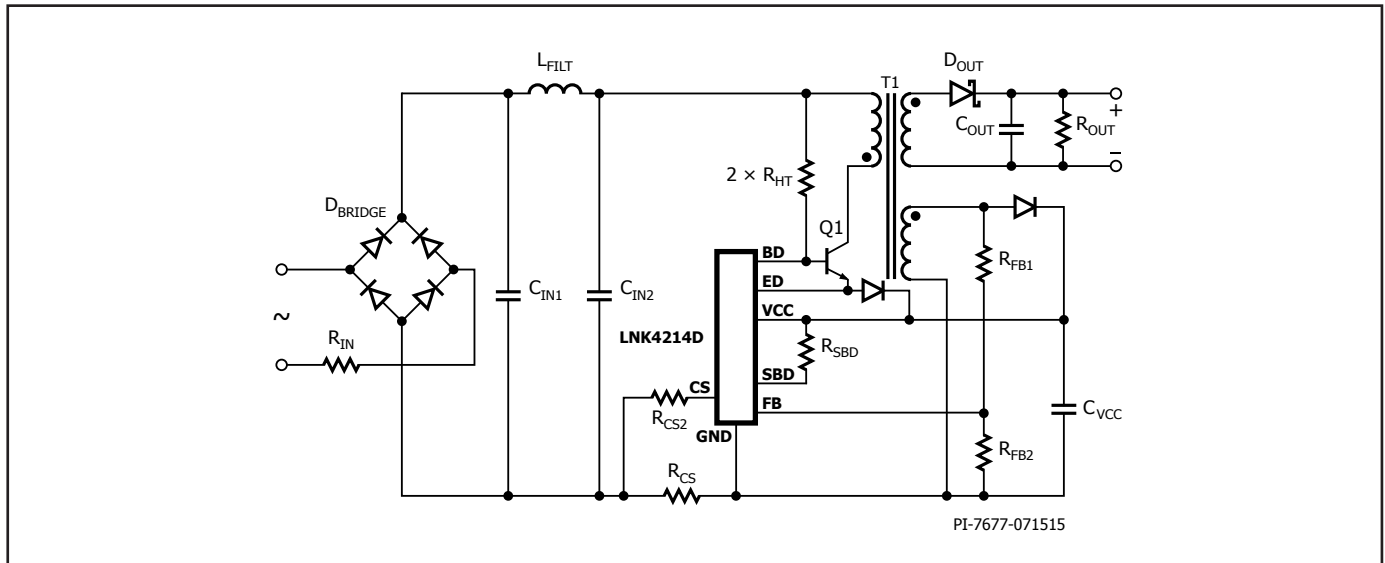 L_FILT
D_OUT
T1
C_OUT
R_OUT
+
−
2 × R_HT
D_BRIDGE
Q1
BD
R_FB1
ED
C_IN1
C_IN2
VCC
~
LNK4214D
R_IN
R_SBD
CS
SBD
FB
R_CS2
C_VCC
GND
R_FB2
R_CS
PI-7677-071515